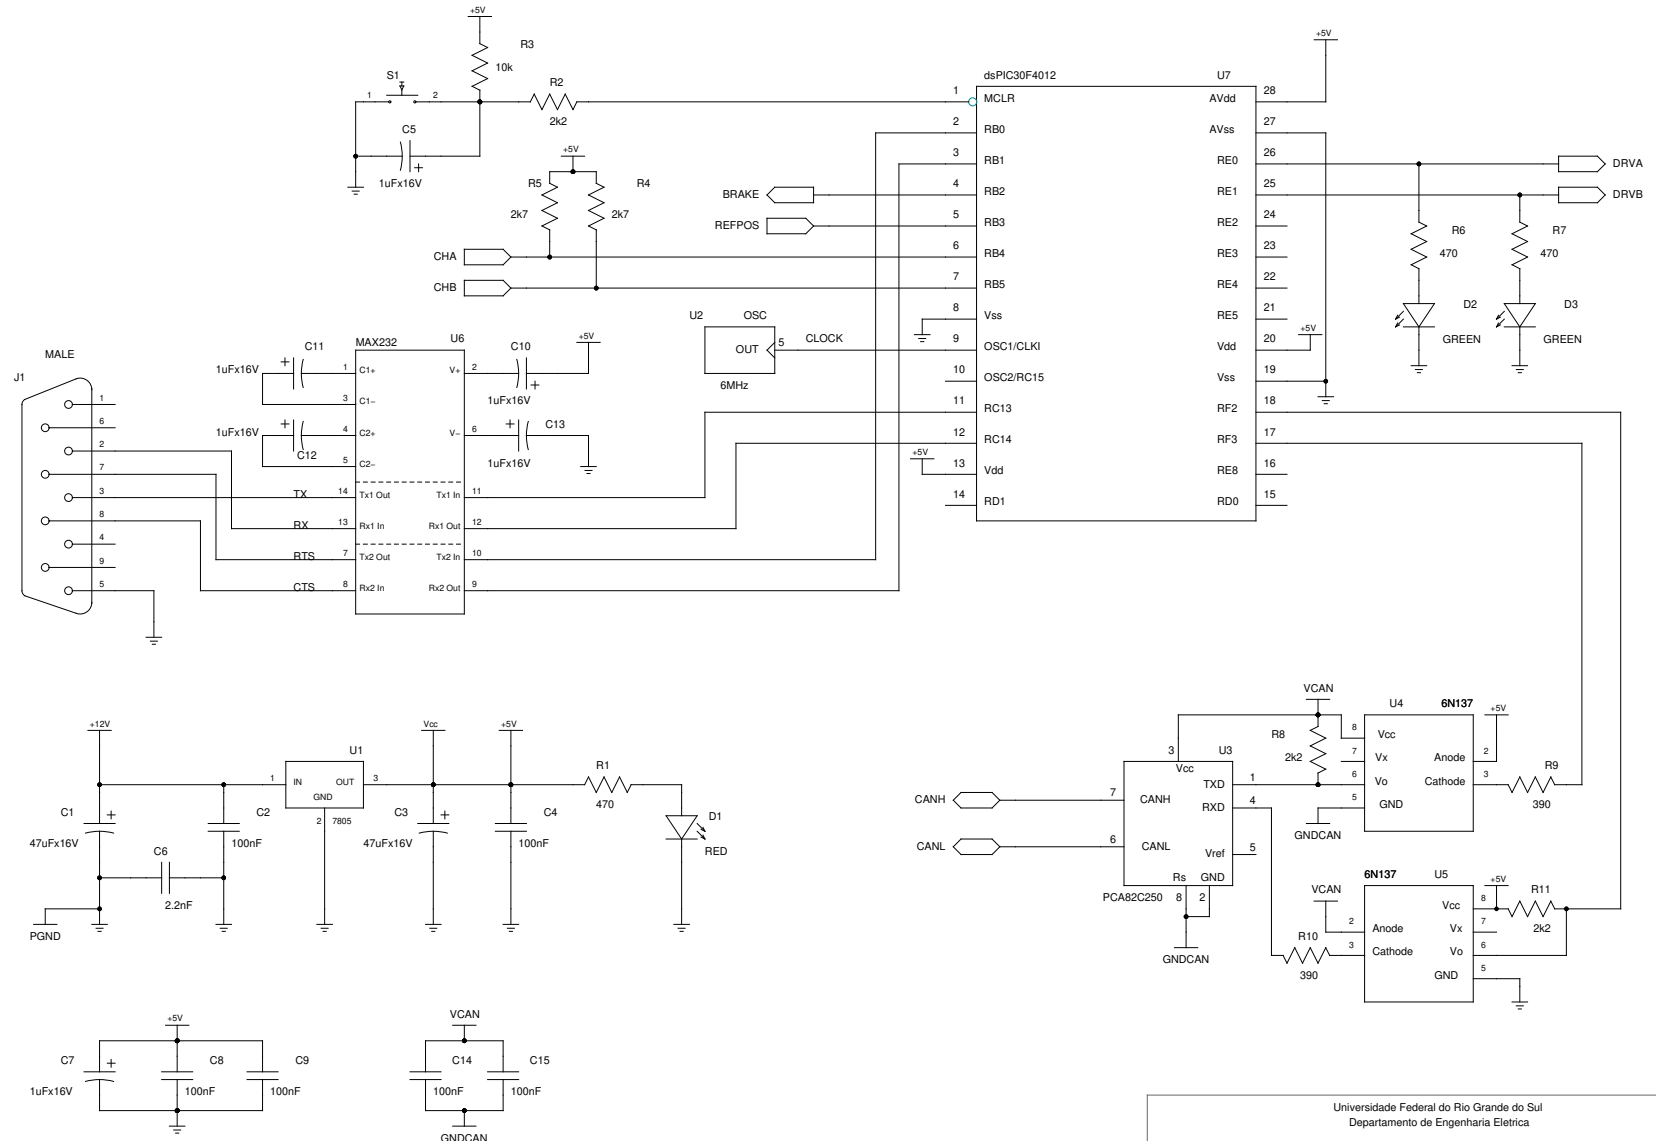 +5V
R3
10k
S1
1
2
R2
2k2
C5
1uFx16V
+5V
R5
2k7
R4
2k7
BRAKE
REFPOS
CHA
CHB
U2
OSC
OUT
5
CLOCK
6MHz
dsPIC30F4012
U7
1
MCLR
2
RB0
3
RB1
4
RB2
5
RB3
6
RB4
7
RB5
8
Vss
9
OSC1/CLKI
10
OSC2/RC15
11
RC13
12
RC14
+5V
13
Vdd
14
RD1
AVdd
28
AVss
27
RE0
26
RE1
25
RE2
24
RE3
23
RE4
22
RE5
21
Vdd
20
+5V
Vss
19
RF2
18
RF3
17
RE8
16
RD0
15
+5V
DRVA
DRVB
R6
470
R7
470
D2
GREEN
D3
GREEN
MALE
J1
1
6
2
7
3
8
4
9
5
TX
RX
RTS
CTS
MAX232
U6
C11
1uFx16V
1uFx16V
C12
1
C1+
3
C1−
4
C2+
5
C2−
14
Tx1 Out
13
Rx1 In
7
Tx2 Out
8
Rx2 In
V+
2
V−
6
Tx1 In
11
Rx1 Out
12
Tx2 In
10
Rx2 Out
9
C10
+5V
1uFx16V
C13
1uFx16V
+12V
C1
47uFx16V
C2
100nF
C6
2.2nF
PGND
U1
1
IN
OUT
3
GND
2
7805
Vcc
+5V
C3
47uFx16V
C4
100nF
R1
470
D1
RED
CANH
CANL
7
CANH
6
CANL
3
Vcc
U3
TXD
1
RXD
4
Vref
5
Rs
GND
8
2
PCA82C250
GNDCAN
VCAN
R8
2k2
GNDCAN
U4
6N137
8
Vcc
7
Vx
6
Vo
5
GND
Anode
2
Cathode
3
+5V
R9
390
VCAN
R10
390
6N137
U5
2
Anode
3
Cathode
Vcc
8
Vx
7
Vo
6
GND
5
+5V
R11
2k2
+5V
C7
1uFx16V
C8
100nF
C9
100nF
VCAN
C14
100nF
C15
100nF
GNDCAN
Universidade Federal do Rio Grande do Sul
Departamento de Engenharia Eletrica